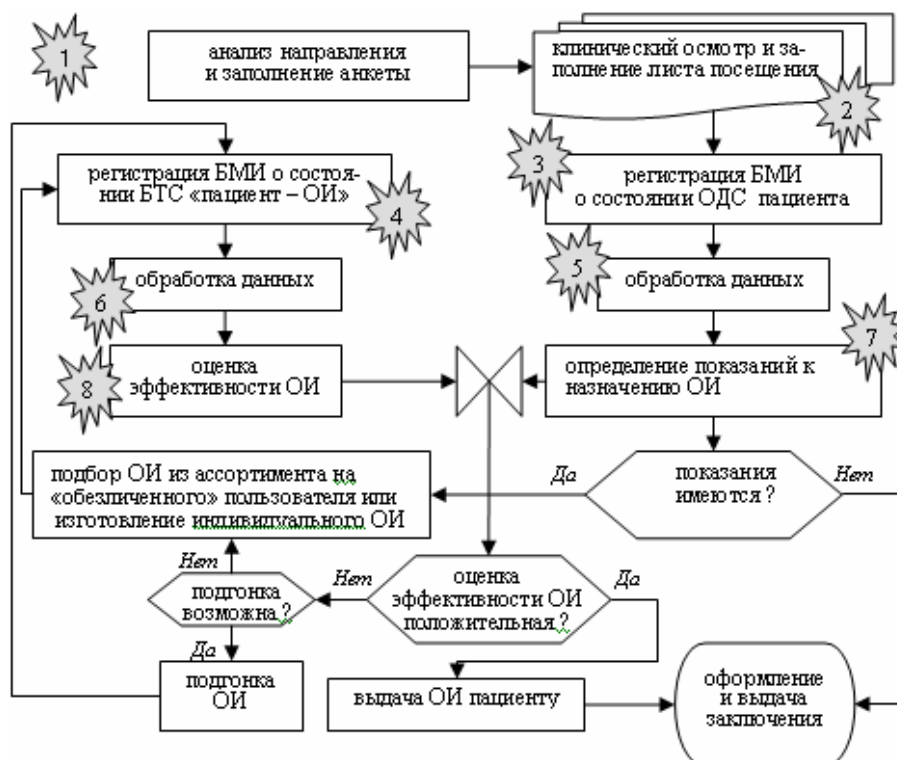 1
анализ направления
и заполнение анкеты
клинический осмотр и за-
полнение листа посещения
2
3
регистрация БМИ
о состоянии ОДС пациента
регистрация БМИ о состоя-
нии БТС «пациент – ОИ»
4
обработка данных
6
5
обработка данных
7
оценка
эффективности ОИ
8
определение показаний к
назначению ОИ
подбор ОИ из ассортимента на
«обезличенного» пользователя или
изготовление индивидуального ОИ
Да
показания
имеются?
Нет
Нет
подгонка
возможна?
Нет
оценка
эффективности ОИ
положительная?
Да
Да
подгонка
ОИ
выдача ОИ пациенту
оформление
и выдача
заключения